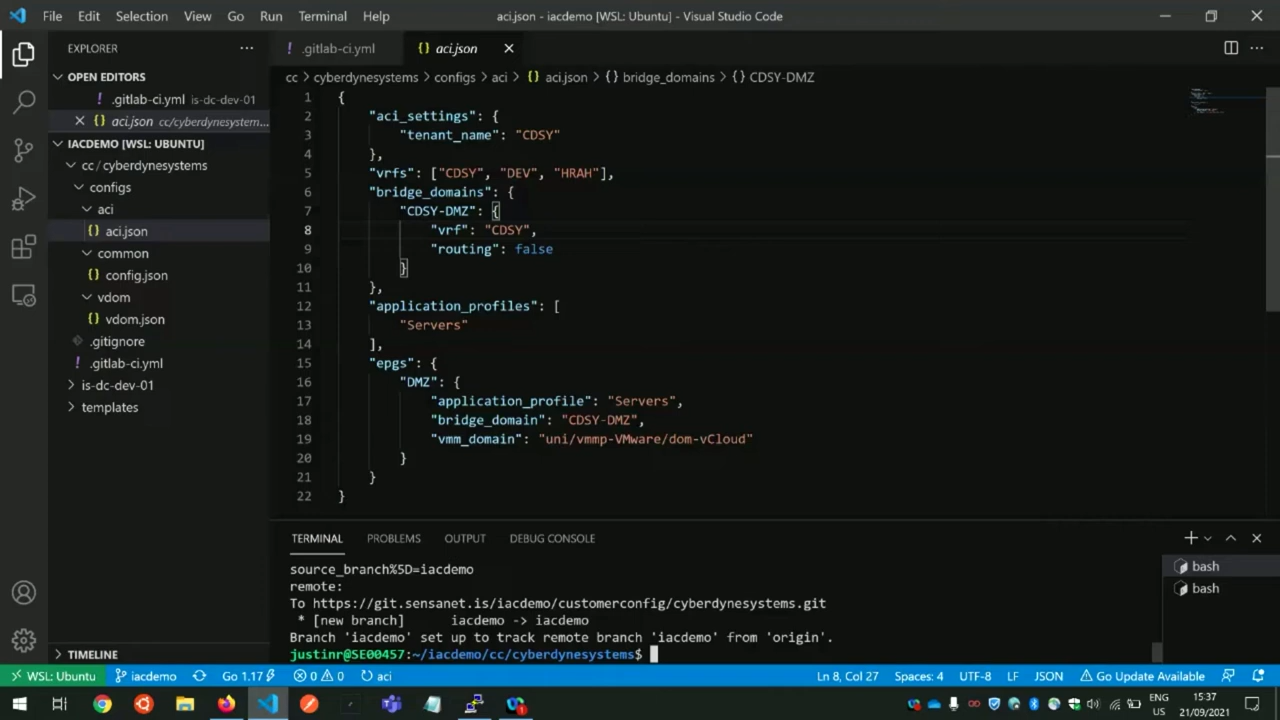 File Edit Selection View Go Run Terminal Help aci.json - iacdemo [WSL: Ubuntu] - Visual Studio Code
EXPLORER
OPEN EDITORS
! .gitlab-ci.yml is-dc-dev-01
{} aci.json cc/cyberdynesystem...
IACDEMO [WSL: UBUNTU]
cc / cyberdynesystems
configs
aci
{} aci.json
common
{} config.json
vdom
{} vdom.json
.gitignore
! .gitlab-ci.yml
is-dc-dev-01
templates
TIMELINE
! .gitlab-ci.yml {} aci.json
cc > cyberdynesystems > configs > aci > {} aci.json > {} bridge_domains > {} CDSY-DMZ
1 {
2 "aci_settings": {
3 "tenant_name": "CDSY"
4 },
5 "vrfs": ["CDSY", "DEV", "HRAH"],
6 "bridge_domains": {
7 "CDSY-DMZ": {
8 "vrf": "CDSY",
9 "routing": false
10 }
11 },
12 "application_profiles": [
13 "Servers"
14 ],
15 "epgs": {
16 "DMZ": {
17 "application_profile": "Servers",
18 "bridge_domain": "CDSY-DMZ",
19 "vmm_domain": "uni/vmmp-VMware/dom-vCloud"
20 }
21 }
22 }
TERMINAL PROBLEMS OUTPUT DEBUG CONSOLE
source_branch%5D=iacdemo
remote:
To https://git.sensanet.is/iacdemo/customerconfig/cyberdynesystems.git
* [new branch] iacdemo -> iacdemo
Branch 'iacdemo' set up to track remote branch 'iacdemo' from 'origin'.
justinr@SE00457:~/iacdemo/cc/cyberdynesystems$
bash
bash
WSL: Ubuntu iacdemo Go 1.17 0 0 aci Ln 8, Col 27 Spaces: 4 UTF-8 LF JSON Go Update Available
ENG
US
15:37
21/09/2021